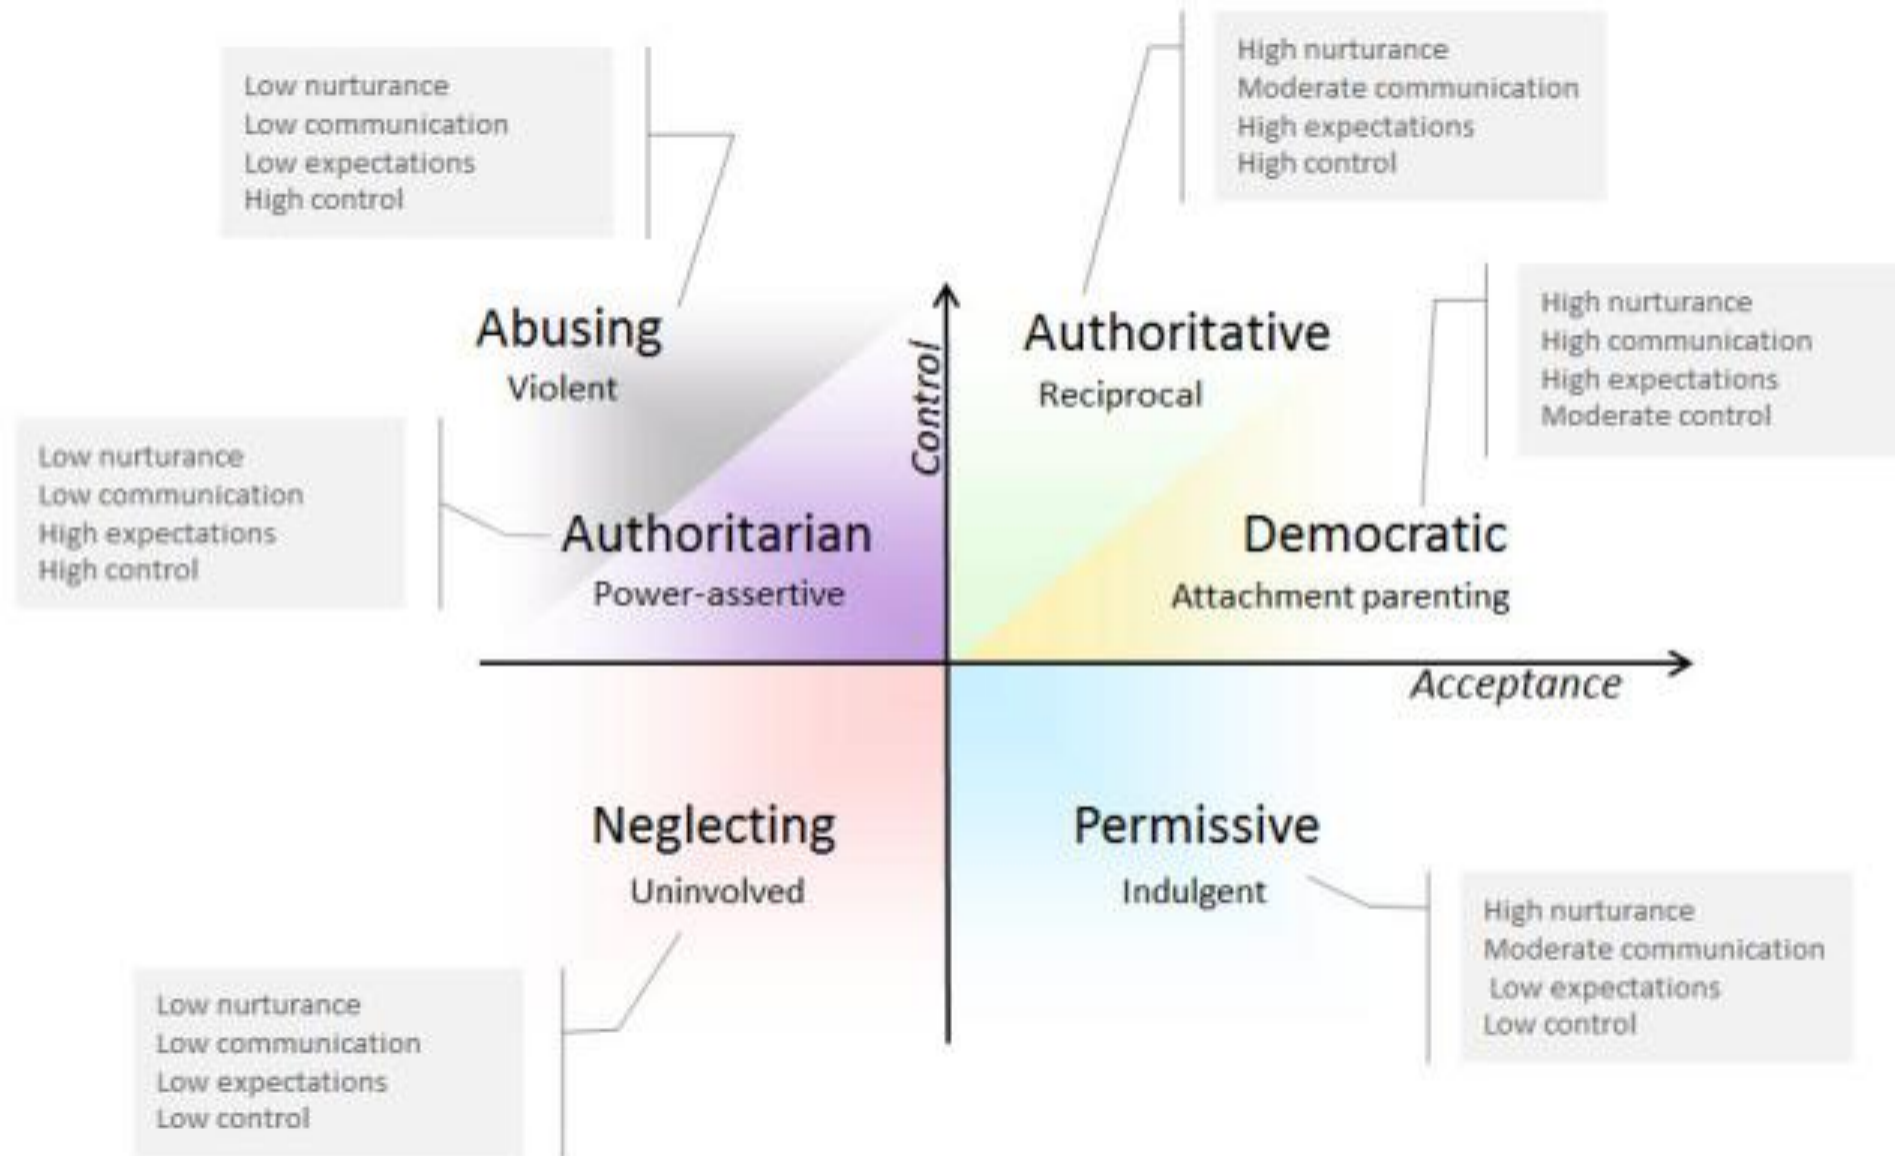 Low nurturance
Low communication
Low expectations
High control
High nurturance
Moderate communication
High expectations
High control
Abusing
Violent
Control
Authoritative
Reciprocal
High nurturance
High communication
High expectations
Moderate control
Low nurturance
Low communication
High expectations
High control
Authoritarian
Power-assertive
Democratic
Attachment parenting
Acceptance
Neglecting
Uninvolved
Permissive
Indulgent
High nurturance
Moderate communication
Low expectations
Low control
Low nurturance
Low communication
Low expectations
Low control